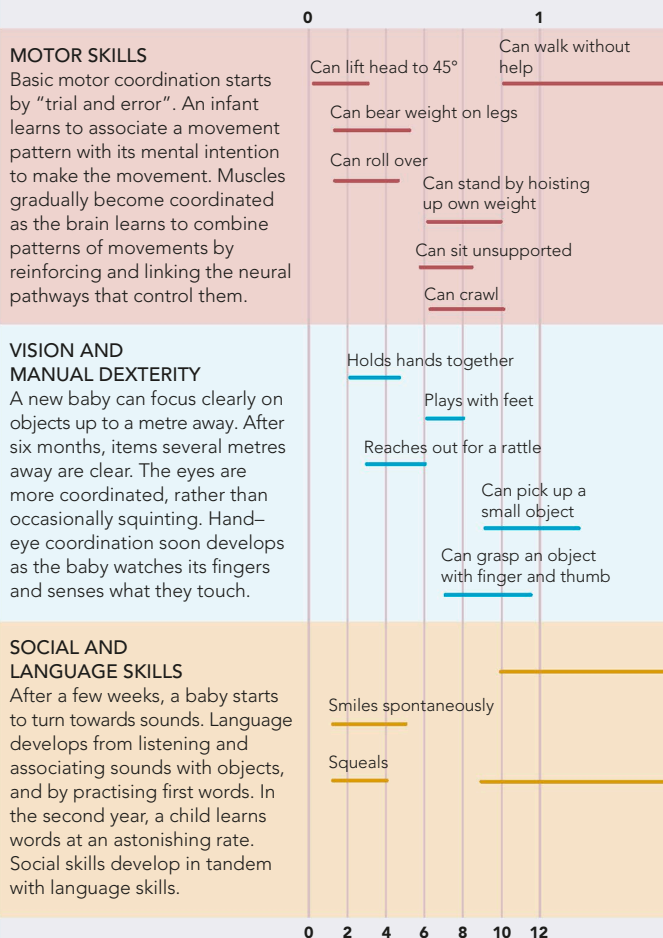 0 1
MOTOR SKILLS
Basic motor coordination starts
by “trial and error”. An infant
learns to associate a movement
pattern with its mental intention
to make the movement. Muscles
gradually become coordinated
as the brain learns to combine
patterns of movements by
reinforcing and linking the neural
pathways that control them.
Can lift head to 45°
Can walk without
help
Can bear weight on legs
Can roll over
Can stand by hoisting
up own weight
Can sit unsupported
Can crawl
VISION AND
MANUAL DEXTERITY
A new baby can focus clearly on
objects up to a metre away. After
six months, items several metres
away are clear. The eyes are
more coordinated, rather than
occasionally squinting. Hand–
eye coordination soon develops
as the baby watches its fingers
and senses what they touch.
Holds hands together
Plays with feet
Reaches out for a rattle
Can pick up a
small object
Can grasp an object
with finger and thumb
SOCIAL AND
LANGUAGE SKILLS
After a few weeks, a baby starts
to turn towards sounds. Language
develops from listening and
associating sounds with objects,
and by practising first words. In
the second year, a child learns
words at an astonishing rate.
Social skills develop in tandem
with language skills.
Smiles spontaneously
Squeals
0 2 4 6 8 10 12